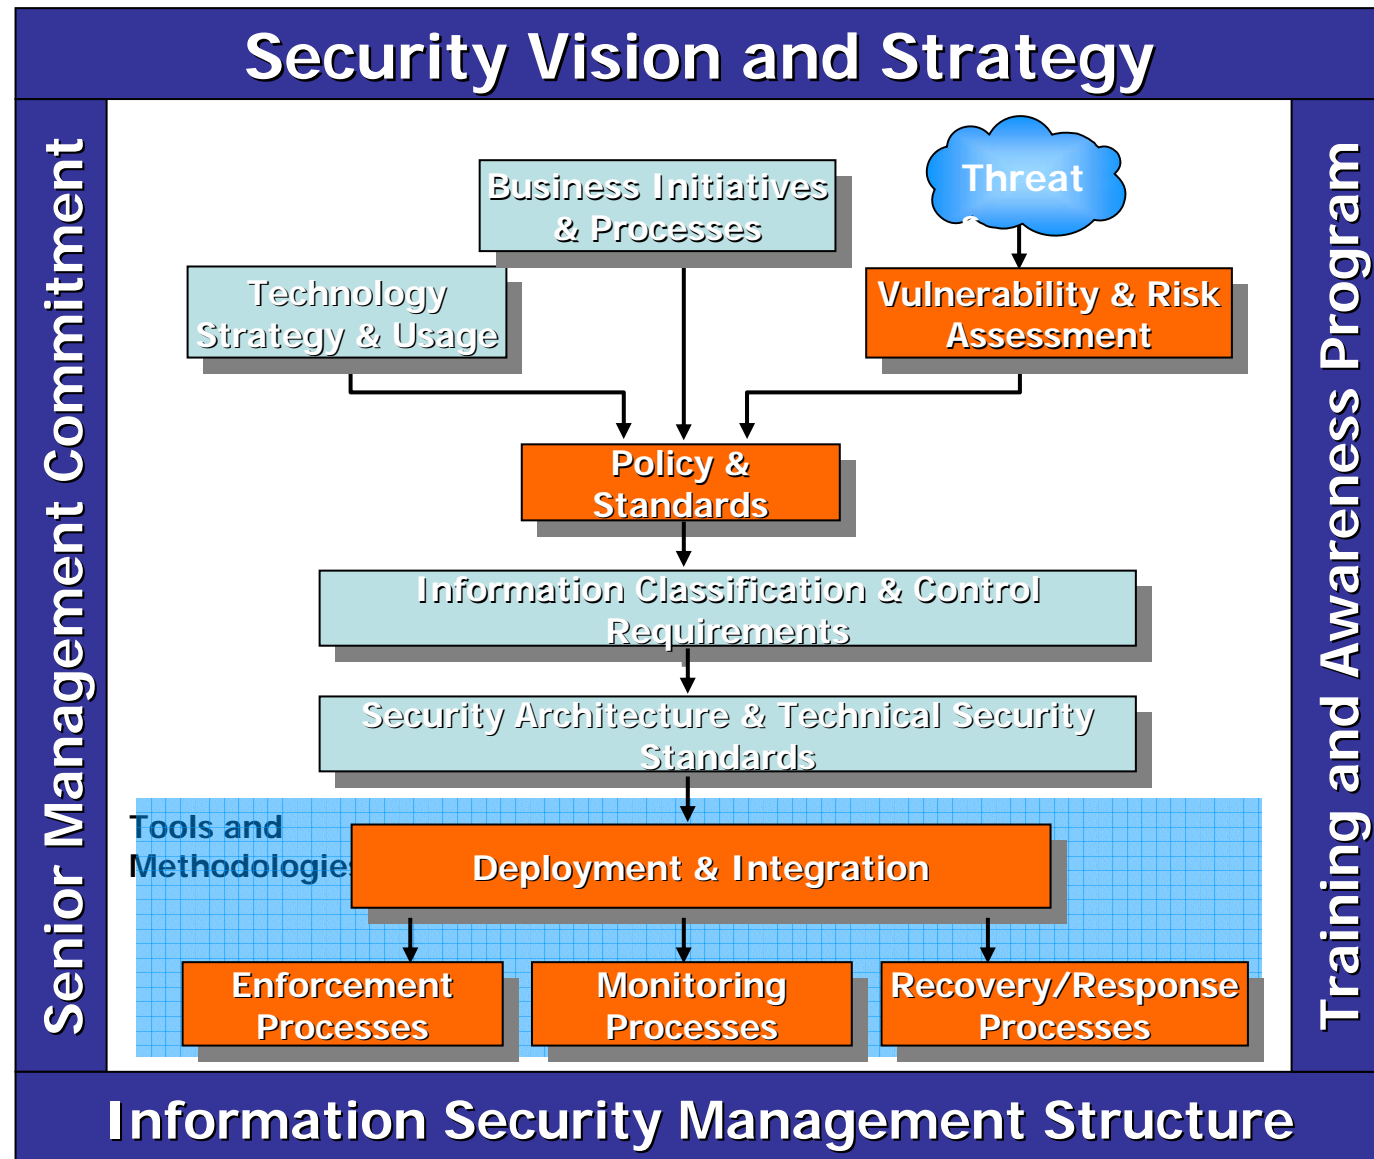 Security Vision and Strategy
Senior Management Commitment
Training and Awareness Program
Business Initiatives
& Processes
Threat
s
Technology
Strategy & Usage
Vulnerability & Risk
Assessment
Policy &
Standards
Information Classification & Control
Requirements
Security Architecture & Technical Security
Standards
Tools and
Methodologies
Deployment & Integration
Enforcement
Processes
Monitoring
Processes
Recovery/Response
Processes
Information Security Management Structure